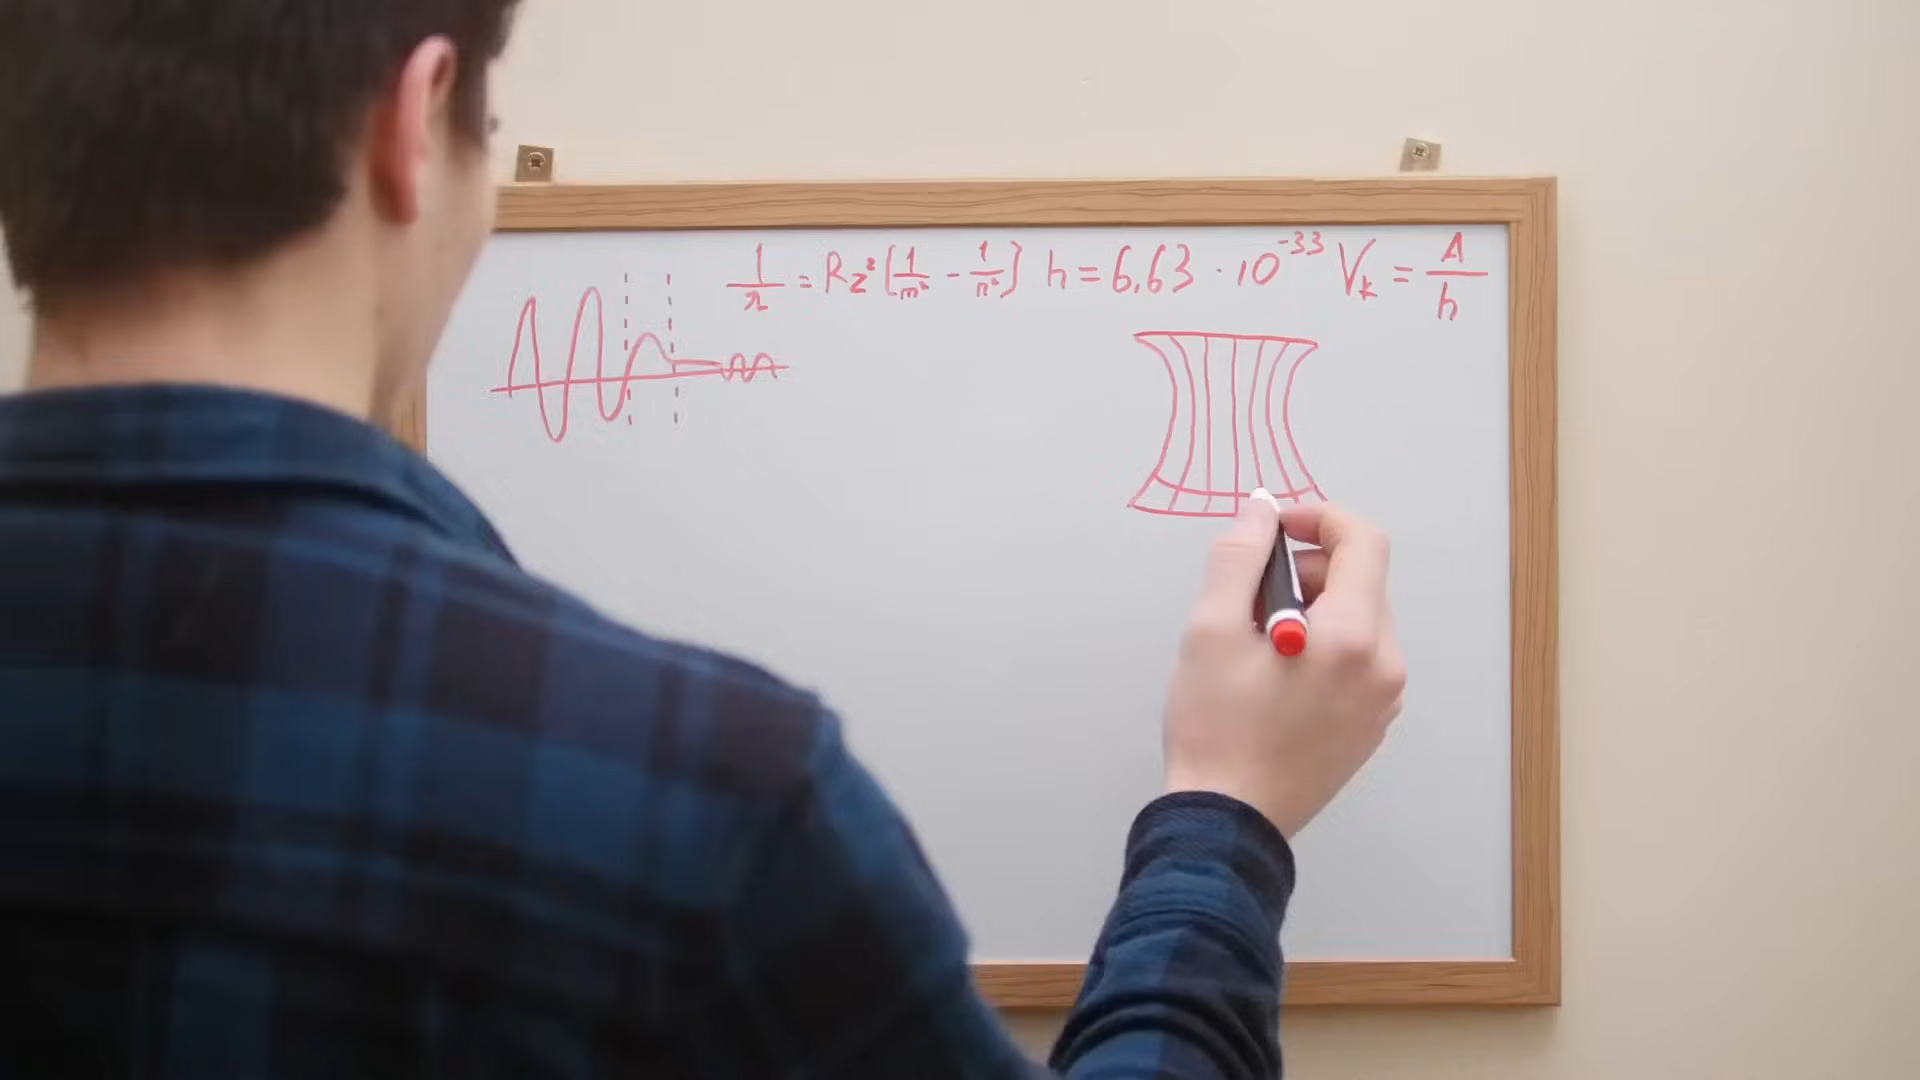 1/λ = Rz²[1/m² - 1/n²] h = 6,63 · 10⁻³³ Vₖ = A/h